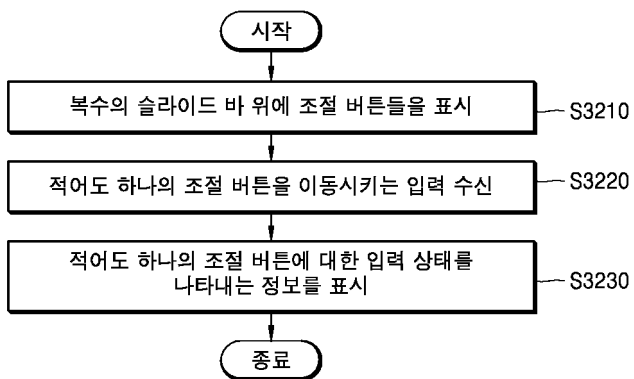 시작
복수의 슬라이드 바 위에 조절 버튼들을 표시
S3210
적어도 하나의 조절 버튼을 이동시키는 입력 수신
S3220
적어도 하나의 조절 버튼에 대한 입력 상태를
나타내는 정보를 표시
S3230
종료